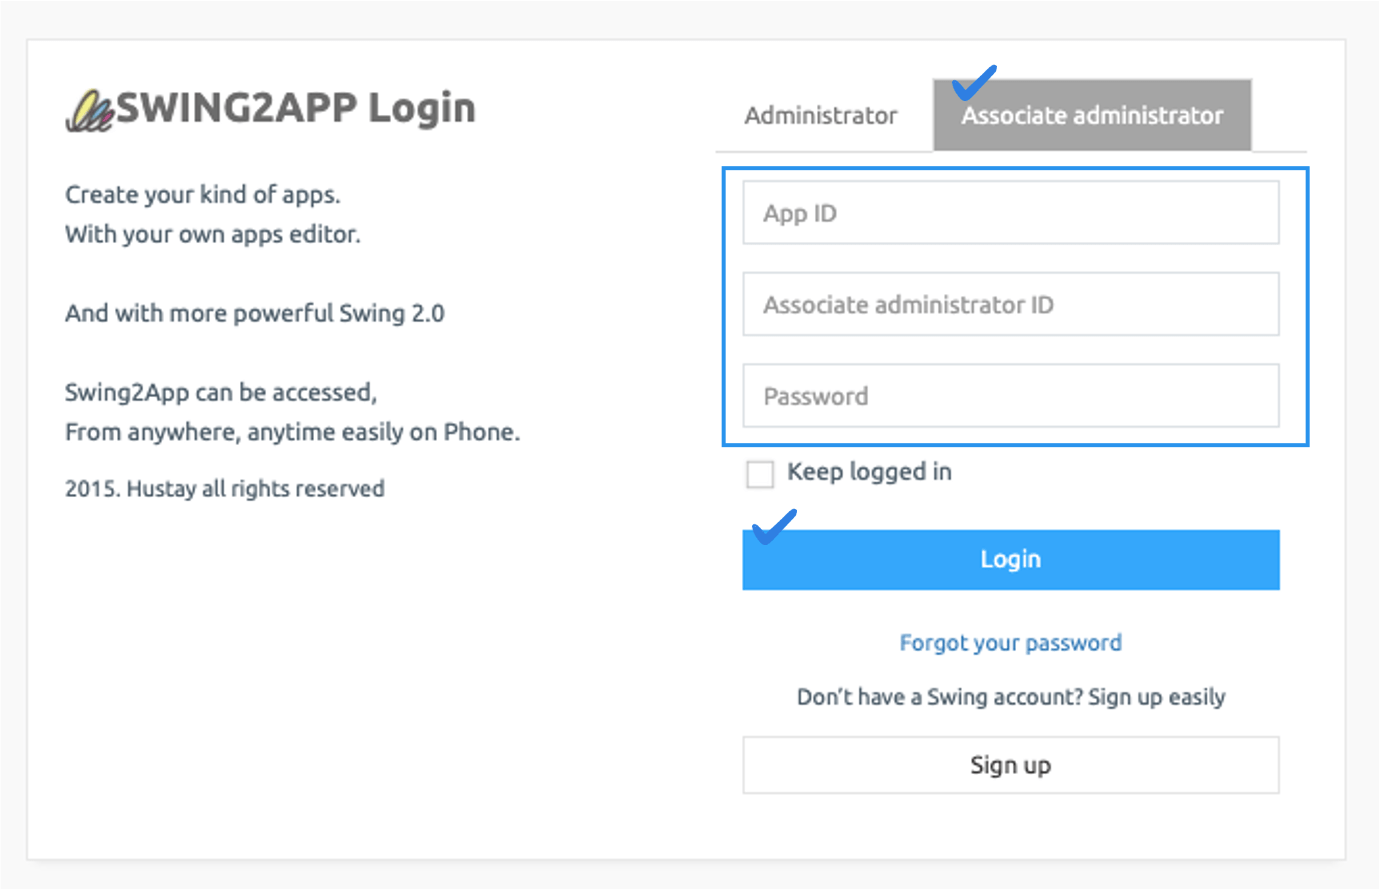 SWING2APP Login
Create your kind of apps.
With your own apps editor.
And with more powerful Swing 2.0
Swing2App can be accessed,
From anywhere, anytime easily on Phone.
2015. Hustay all rights reserved
Administrator
Associate administrator
App ID
Associate administrator ID
Password
Keep logged in
Login
Forgot your password
Don't have a Swing account? Sign up easily
Sign up